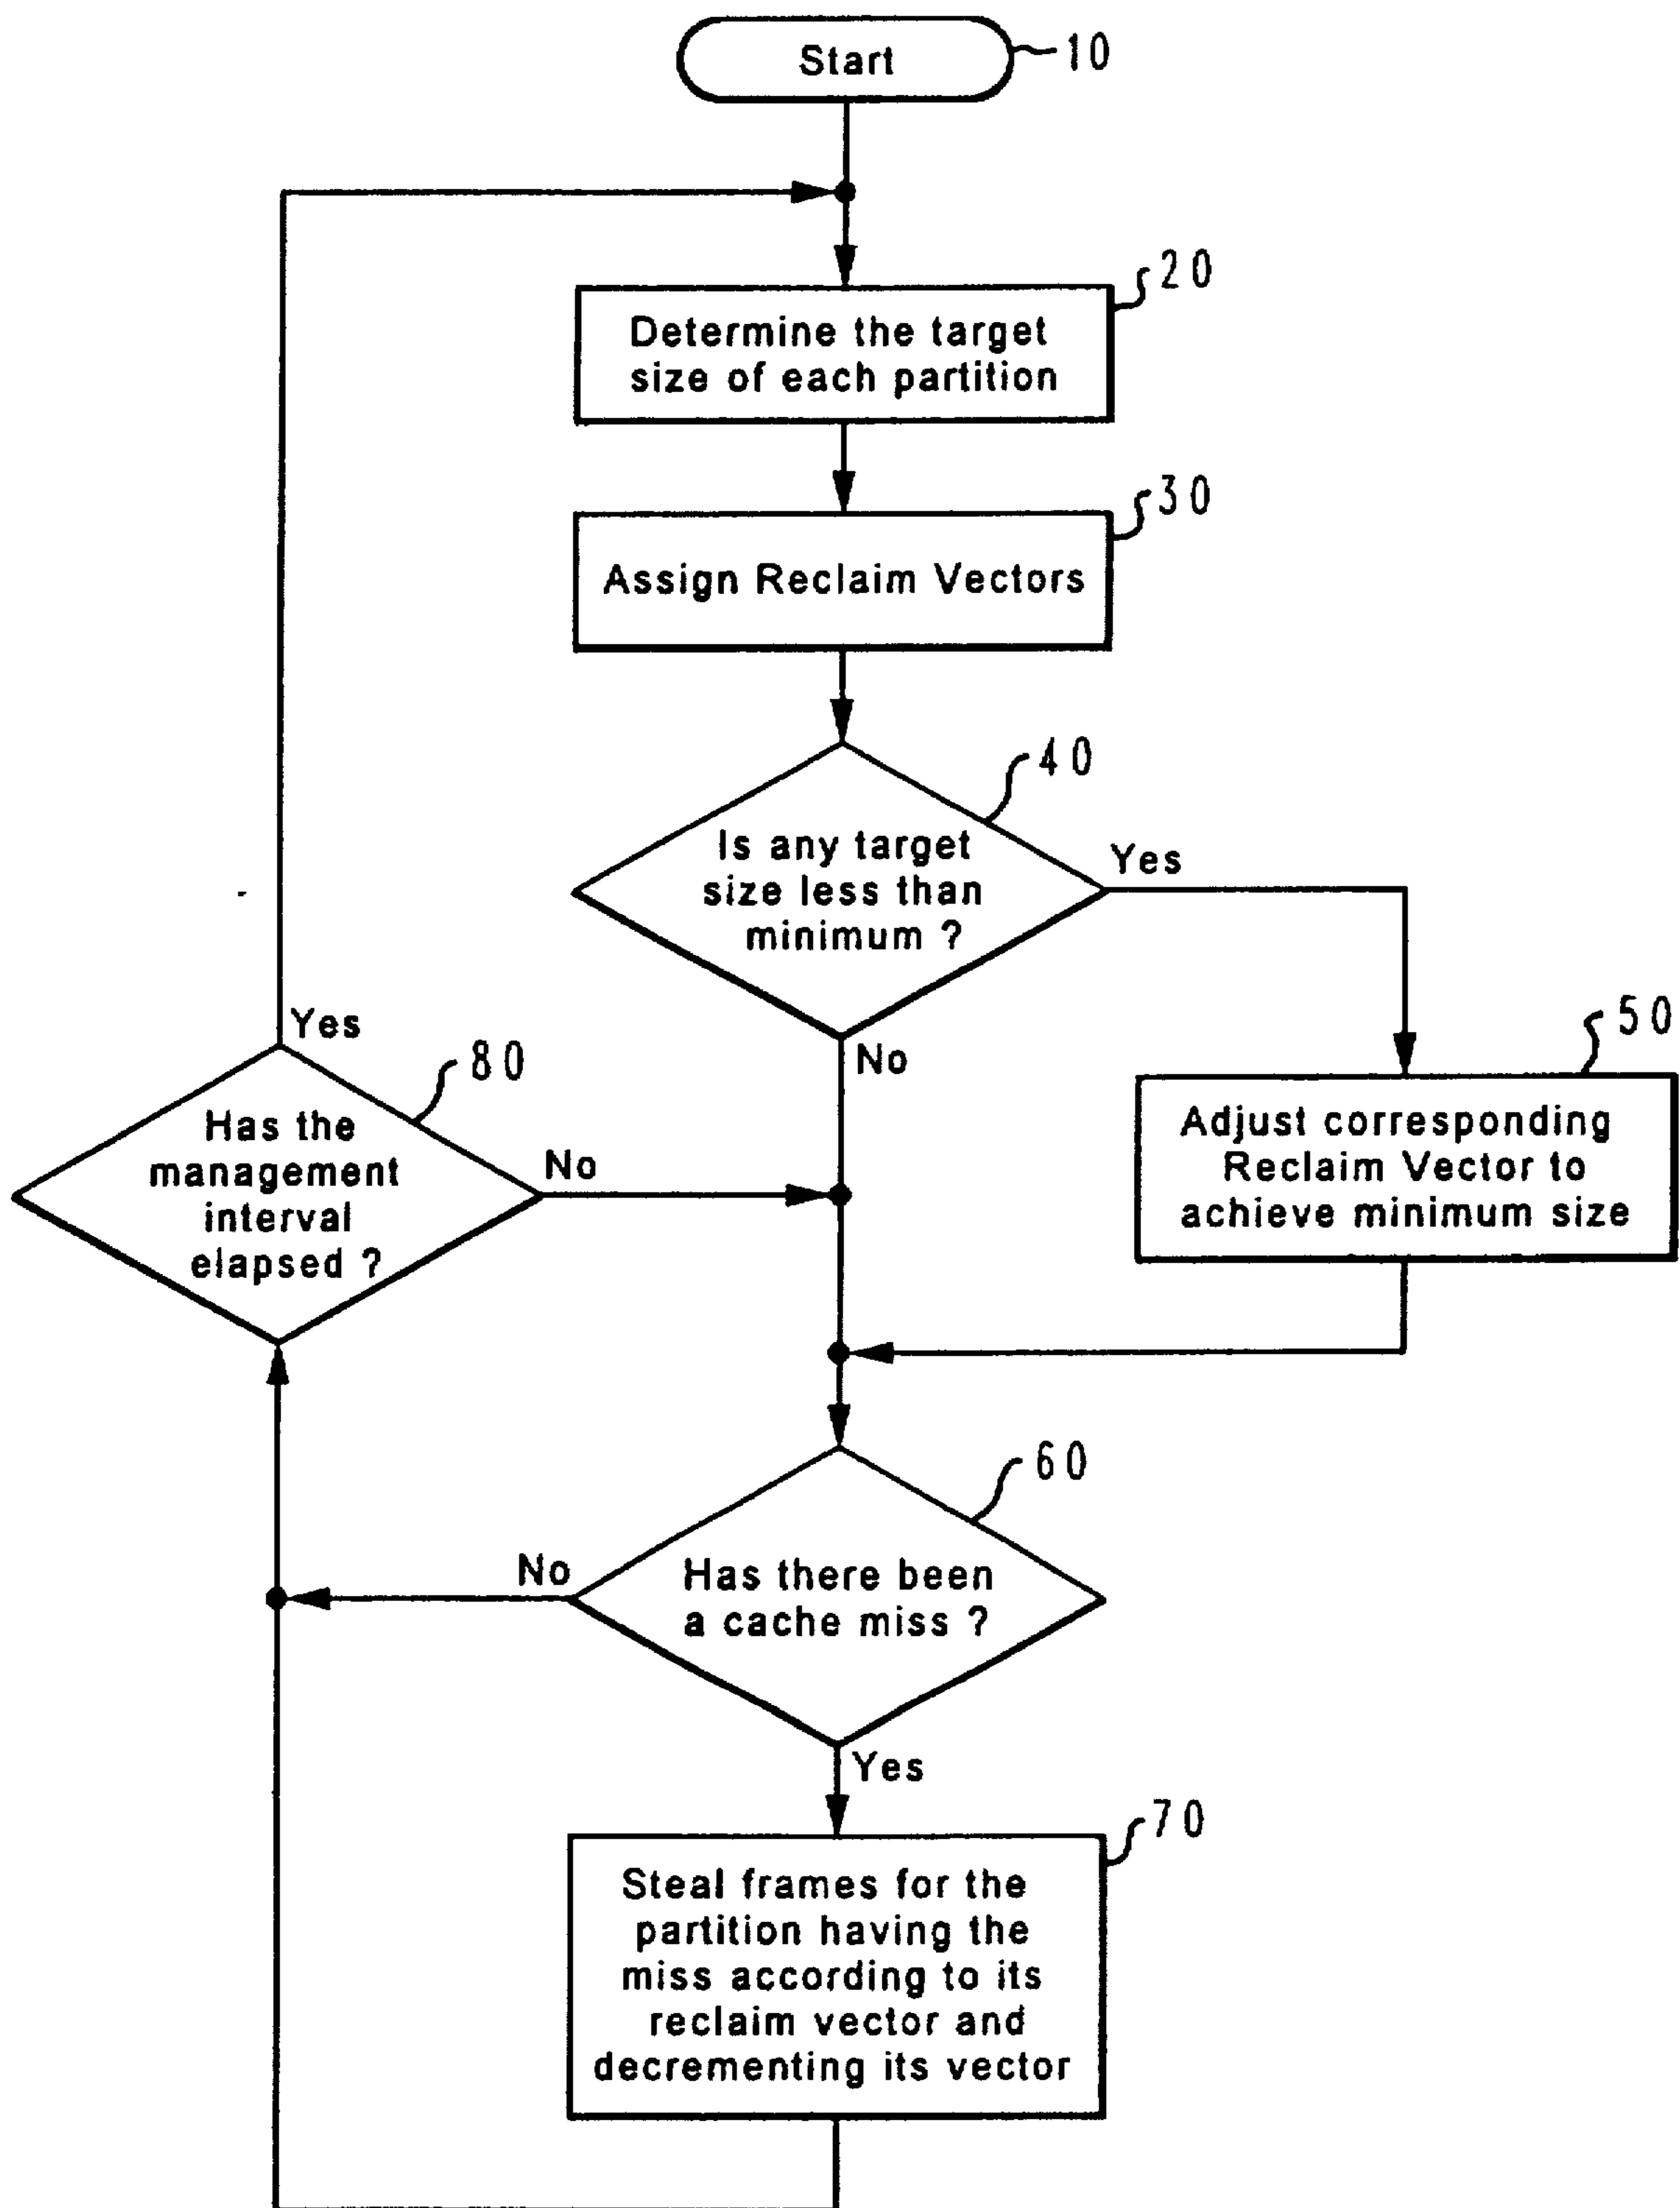 Start
10
20
Determine the target
size of each partition
30
Assign Reclaim Vectors
40
Is any target
size less than
minimum ?
Yes
No
50
Adjust corresponding
Reclaim Vector to
achieve minimum size
Yes
80
Has the
management
interval
elapsed ?
No
60
Has there been
a cache miss ?
No
Yes
70
Steal frames for the
partition having the
miss according to its
reclaim vector and
decrementing its vector